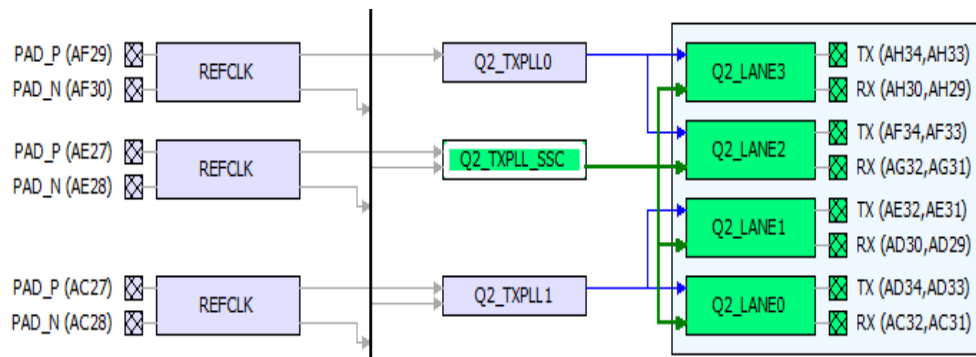 PAD_P (AF29)
PAD_N (AF30)
REFCLK
Q2_TXPLL0
Q2_LANE3
TX (AH34,AH33)
RX (AH30,AH29)
PAD_P (AE27)
PAD_N (AE28)
REFCLK
Q2_TXPLL_SSC
Q2_LANE2
TX (AF34,AF33)
RX (AG32,AG31)
Q2_LANE1
TX (AE32,AE31)
RX (AD30,AD29)
PAD_P (AC27)
PAD_N (AC28)
REFCLK
Q2_TXPLL1
Q2_LANE0
TX (AD34,AD33)
RX (AC32,AC31)